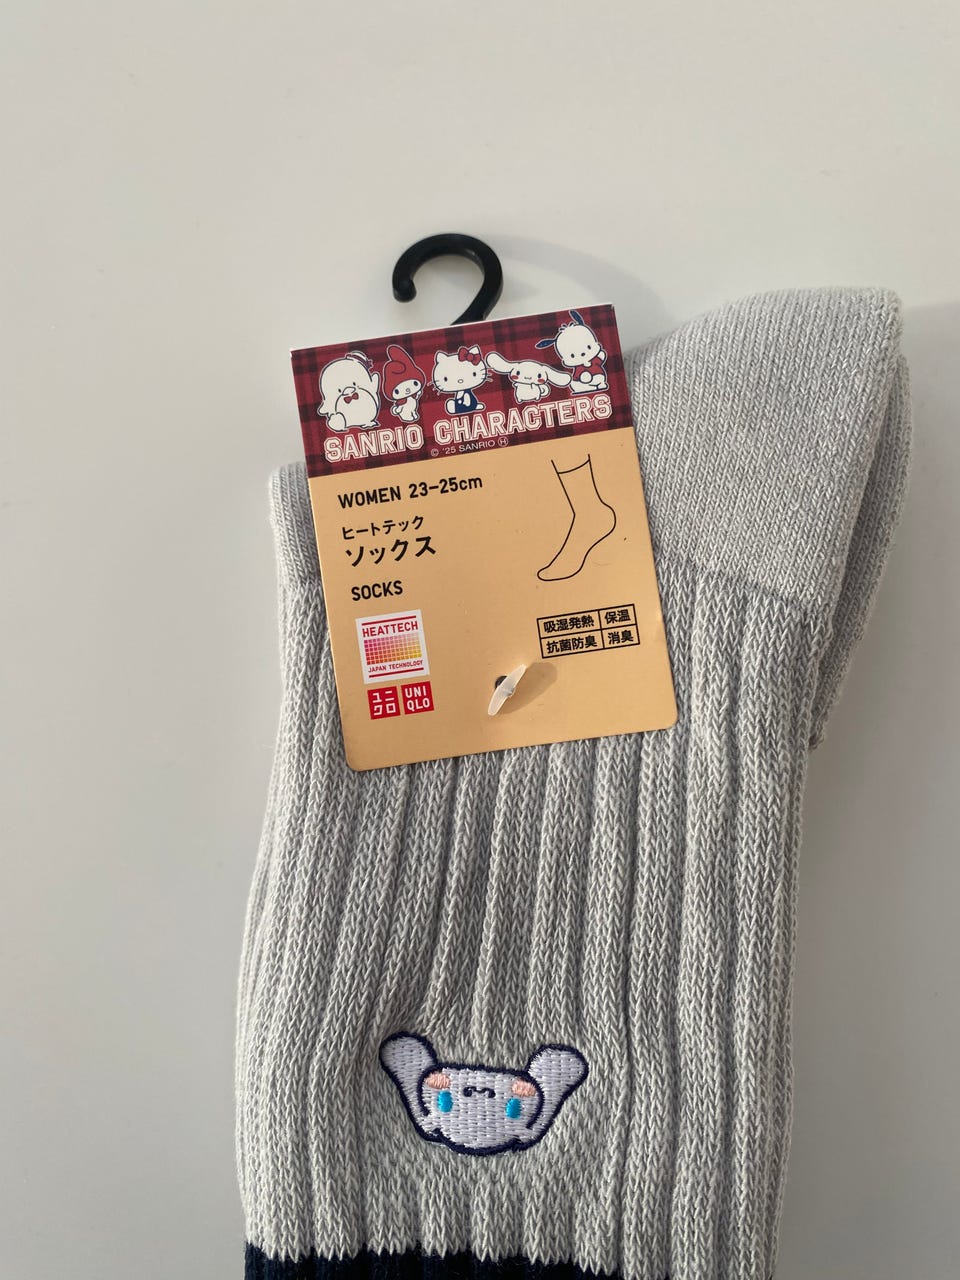 SANRIO CHARACTERS
© '25 SANRIO Ⓗ
WOMEN 23-25cm
ヒートテック
ソックス
SOCKS
吸湿発熱 保温
抗菌防臭 消臭
HEATTECH
JAPAN TECHNOLOGY
ユニ UNI
クロ QLO